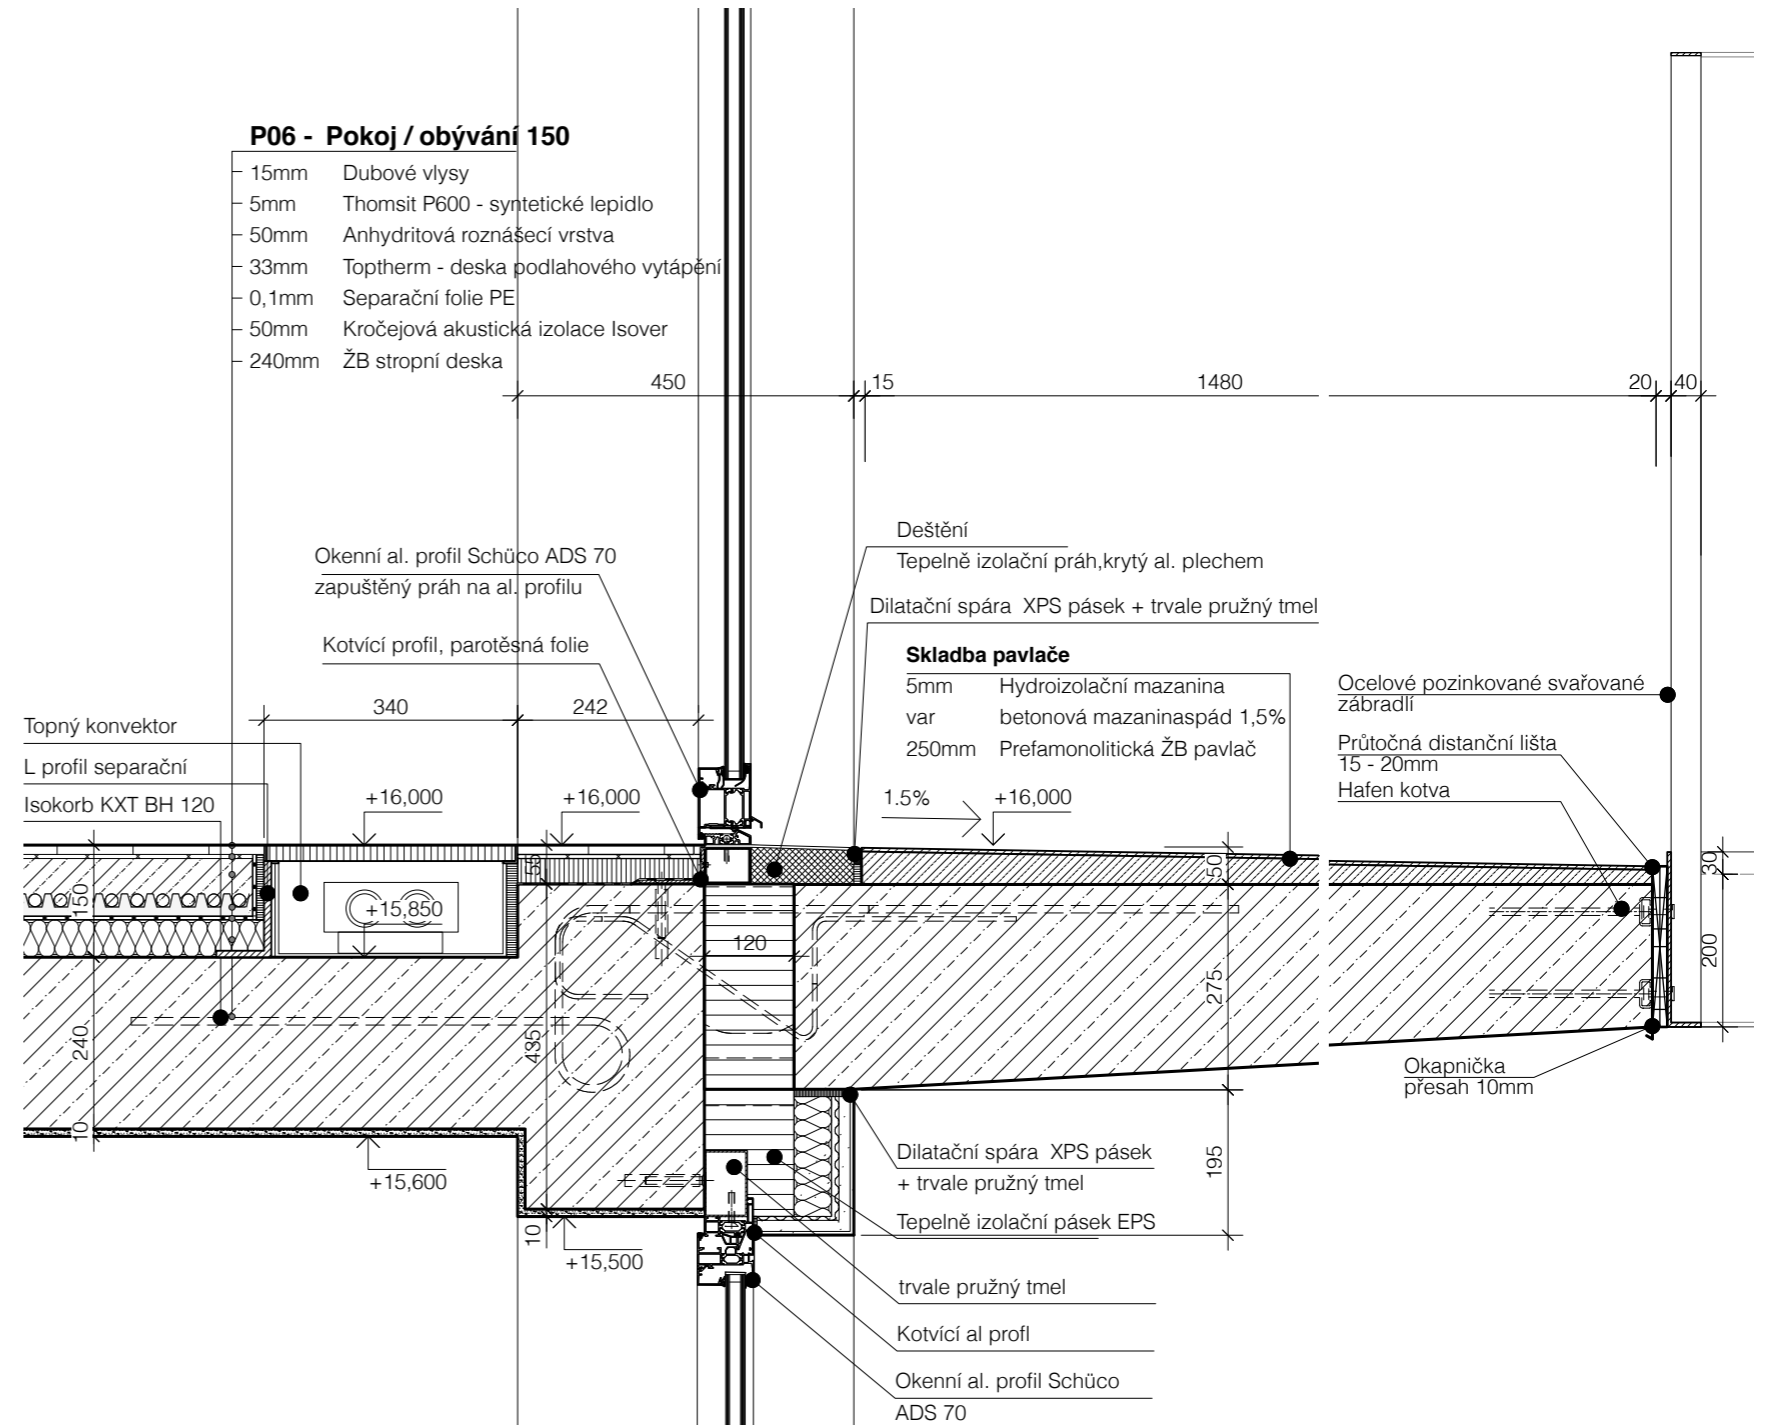 P06 - Pokoj / obývání 150
15mm Dubové vlysy
5mm Thomsit P600 - syntetické lepidlo
50mm Anhydritová roznášecí vrstva
33mm Toptherm - deska podlahového vytápění
0,1mm Separační folie PE
50mm Kročejová akustická izolace Isover
240mm ŽB stropní deska
450 15 1480 20 40
Okenní al. profil Schüco ADS 70
zapuštěný práh na al. profilu
Kotvící profil, parotěsná folie
Deštění
Tepelně izolační práh,krytý al. plechem
Dilatační spára XPS pásek + trvale pružný tmel
Skladba pavlače
5mm Hydroizolační mazanina
var betonová mazaninaspád 1,5%
250mm Prefamonolitická ŽB pavlač
Ocelové pozinkované svařované
zábradlí
Průtočná distanční lišta
15 - 20mm
Hafen kotva
340 242
Topný konvektor
L profil separační
Isokorb KXT BH 120
+16,000 +16,000 1.5% +16,000
150 55 50 30
+15,850
120
240 435 275 200
10
+15,600
10
+15,500
195
Okapnička
přesah 10mm
Dilatační spára XPS pásek
+ trvale pružný tmel
Tepelně izolační pásek EPS
trvale pružný tmel
Kotvící al profl
Okenní al. profil Schüco
ADS 70